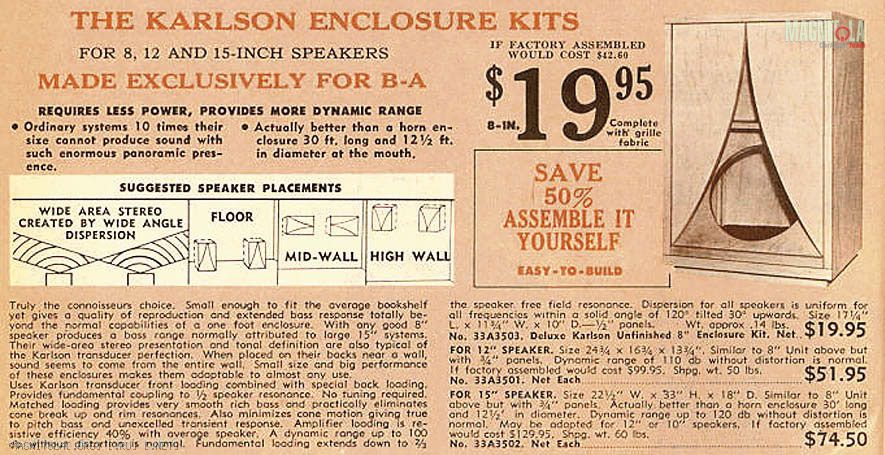 THE KARLSON ENCLOSURE KITS
FOR 8, 12 AND 15-INCH SPEAKERS
MADE EXCLUSIVELY FOR B-A
REQUIRES LESS POWER, PROVIDES MORE DYNAMIC RANGE
• Ordinary systems 10 times their
size cannot produce sound with
such enormous panoramic pres-
ence.
• Actually better than a horn en-
closure 30 ft. long and 12½ ft.
in diameter at the mouth.
IF FACTORY ASSEMBLED
WOULD COST $42.60
8-IN.
$19.95
Complete
with grille
fabric
SAVE
50%
ASSEMBLE IT
YOURSELF
EASY-TO-BUILD
SUGGESTED SPEAKER PLACEMENTS
WIDE AREA STEREO
CREATED BY WIDE ANGLE
DISPERSION
FLOOR
MID-WALL
HIGH WALL
Truly the connoisseurs choice. Small enough to fit the average bookshelf
yet gives a quality of reproduction and extended bass response totally be-
yond the normal capabilities of a one foot enclosure. With any good 8"
speaker produces a bass range normally attributed to large 15" systems.
Their wide-area stereo presentation and tonal definition are also typical of
the Karlson transducer perfection. When placed on their backs near a wall,
sound seems to come from the entire wall. Small size and big performance
of these enclosures makes them adaptable to almost any use.
Uses Karlson transducer front loading combined with special back loading.
Provides fundamental coupling to ½ speaker resonance. No tuning required.
Matched loading provides very smooth rich bass and practically eliminates
cone break up and rim resonances. Also minimizes cone motion giving true
to pitch bass and unexcelled transient response. Amplifier loading is re-
sistive efficiency 40% with average speaker. A dynamic range up to 100
db without distortion is normal. Fundamental loading extends down to ⅔
the speaker free field resonance. Dispersion for all speakers is uniform for
all frequencies within a solid angle of 120° tilted 30° upwards. Size 17¼"
L. x 11¾" W. x 10" D.—½" panels. Wt. approx. 14 lbs.
No. 33A3503. Deluxe Karlson Unfinished 8" Enclosure Kit. Net $19.95
FOR 12" SPEAKER. Size 24¾ x 16⅜ x 13¾". Similar to 8" Unit above but
with ¾" panels. Dynamic range of 110 db without distortion is normal.
If factory assembled would cost $99.95. Shpg. wt. 50 lbs.
No. 33A3501. Net Each $51.95
FOR 15" SPEAKER. Size 22½" W. x 33" H. x 18" D. Similar to 8" Unit
above but with ¾" panels. Actually better than a horn enclosure 30' long
and 12½' in diameter. Dynamic range up to 120 db without distortion is
normal. May be adapted for 12" or 10" speakers. If factory assembled
would cost $129.95. Shpg. wt. 60 lbs.
No. 33A3502. Net Each $74.50